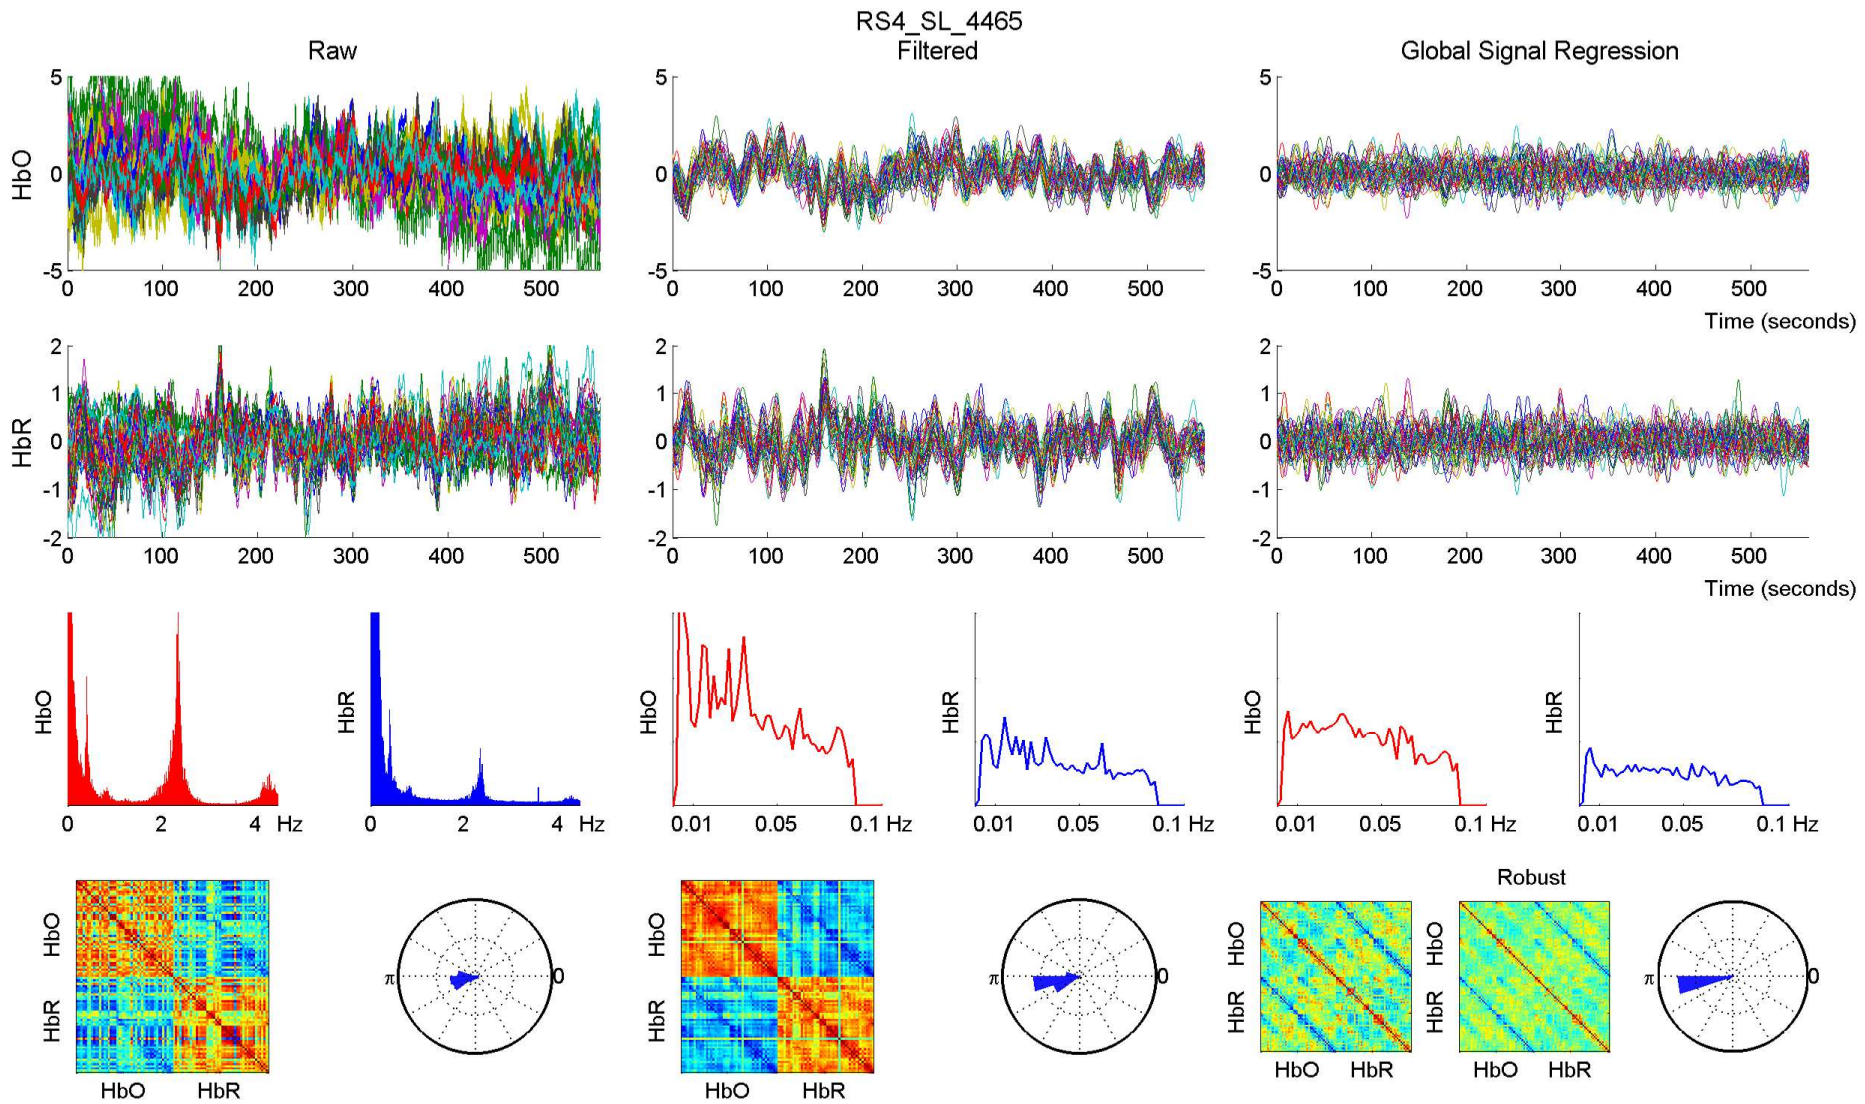 RS4_SL_4465
Raw
Filtered
Global Signal Regression
HbO
5
0
-5
0 100 200 300 400 500
5
0
-5
0 100 200 300 400 500
5
0
-5
0 100 200 300 400 500
Time (seconds)
HbR
2
1
0
-1
-2
0 100 200 300 400 500
2
1
0
-1
-2
0 100 200 300 400 500
2
1
0
-1
-2
0 100 200 300 400 500
Time (seconds)
HbO
0 2 4 Hz
HbR
0 2 4 Hz
HbO
0.01 0.05 0.1 Hz
HbR
0.01 0.05 0.1 Hz
HbO
0.01 0.05 0.1 Hz
HbR
0.01 0.05 0.1 Hz
HbO
HbR
HbO HbR
π 0
HbO
HbR
HbO HbR
π 0
HbO
HbR
HbO HbR
Robust
HbO
HbR
HbO HbR
π 0